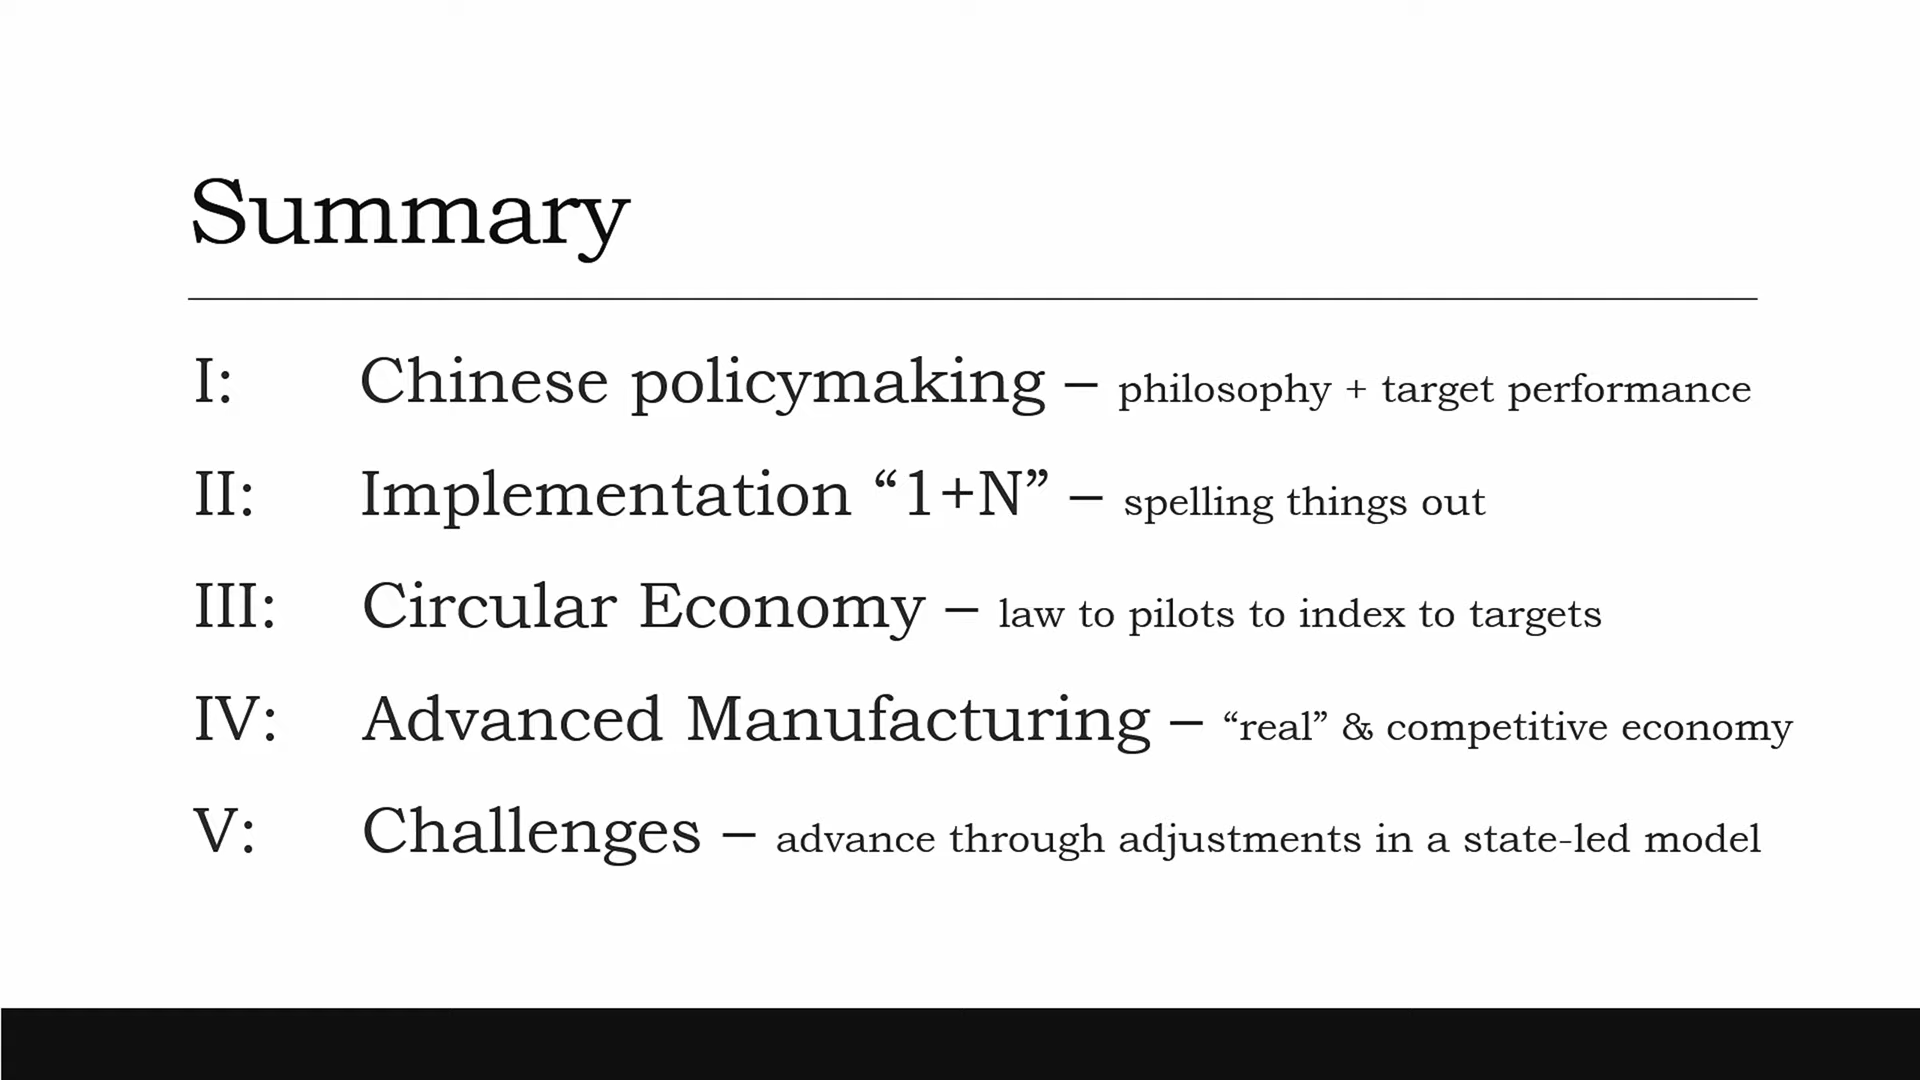 Summary
I: Chinese policymaking – philosophy + target performance
II: Implementation “1+N” – spelling things out
III: Circular Economy – law to pilots to index to targets
IV: Advanced Manufacturing – “real” & competitive economy
V: Challenges – advance through adjustments in a state-led model